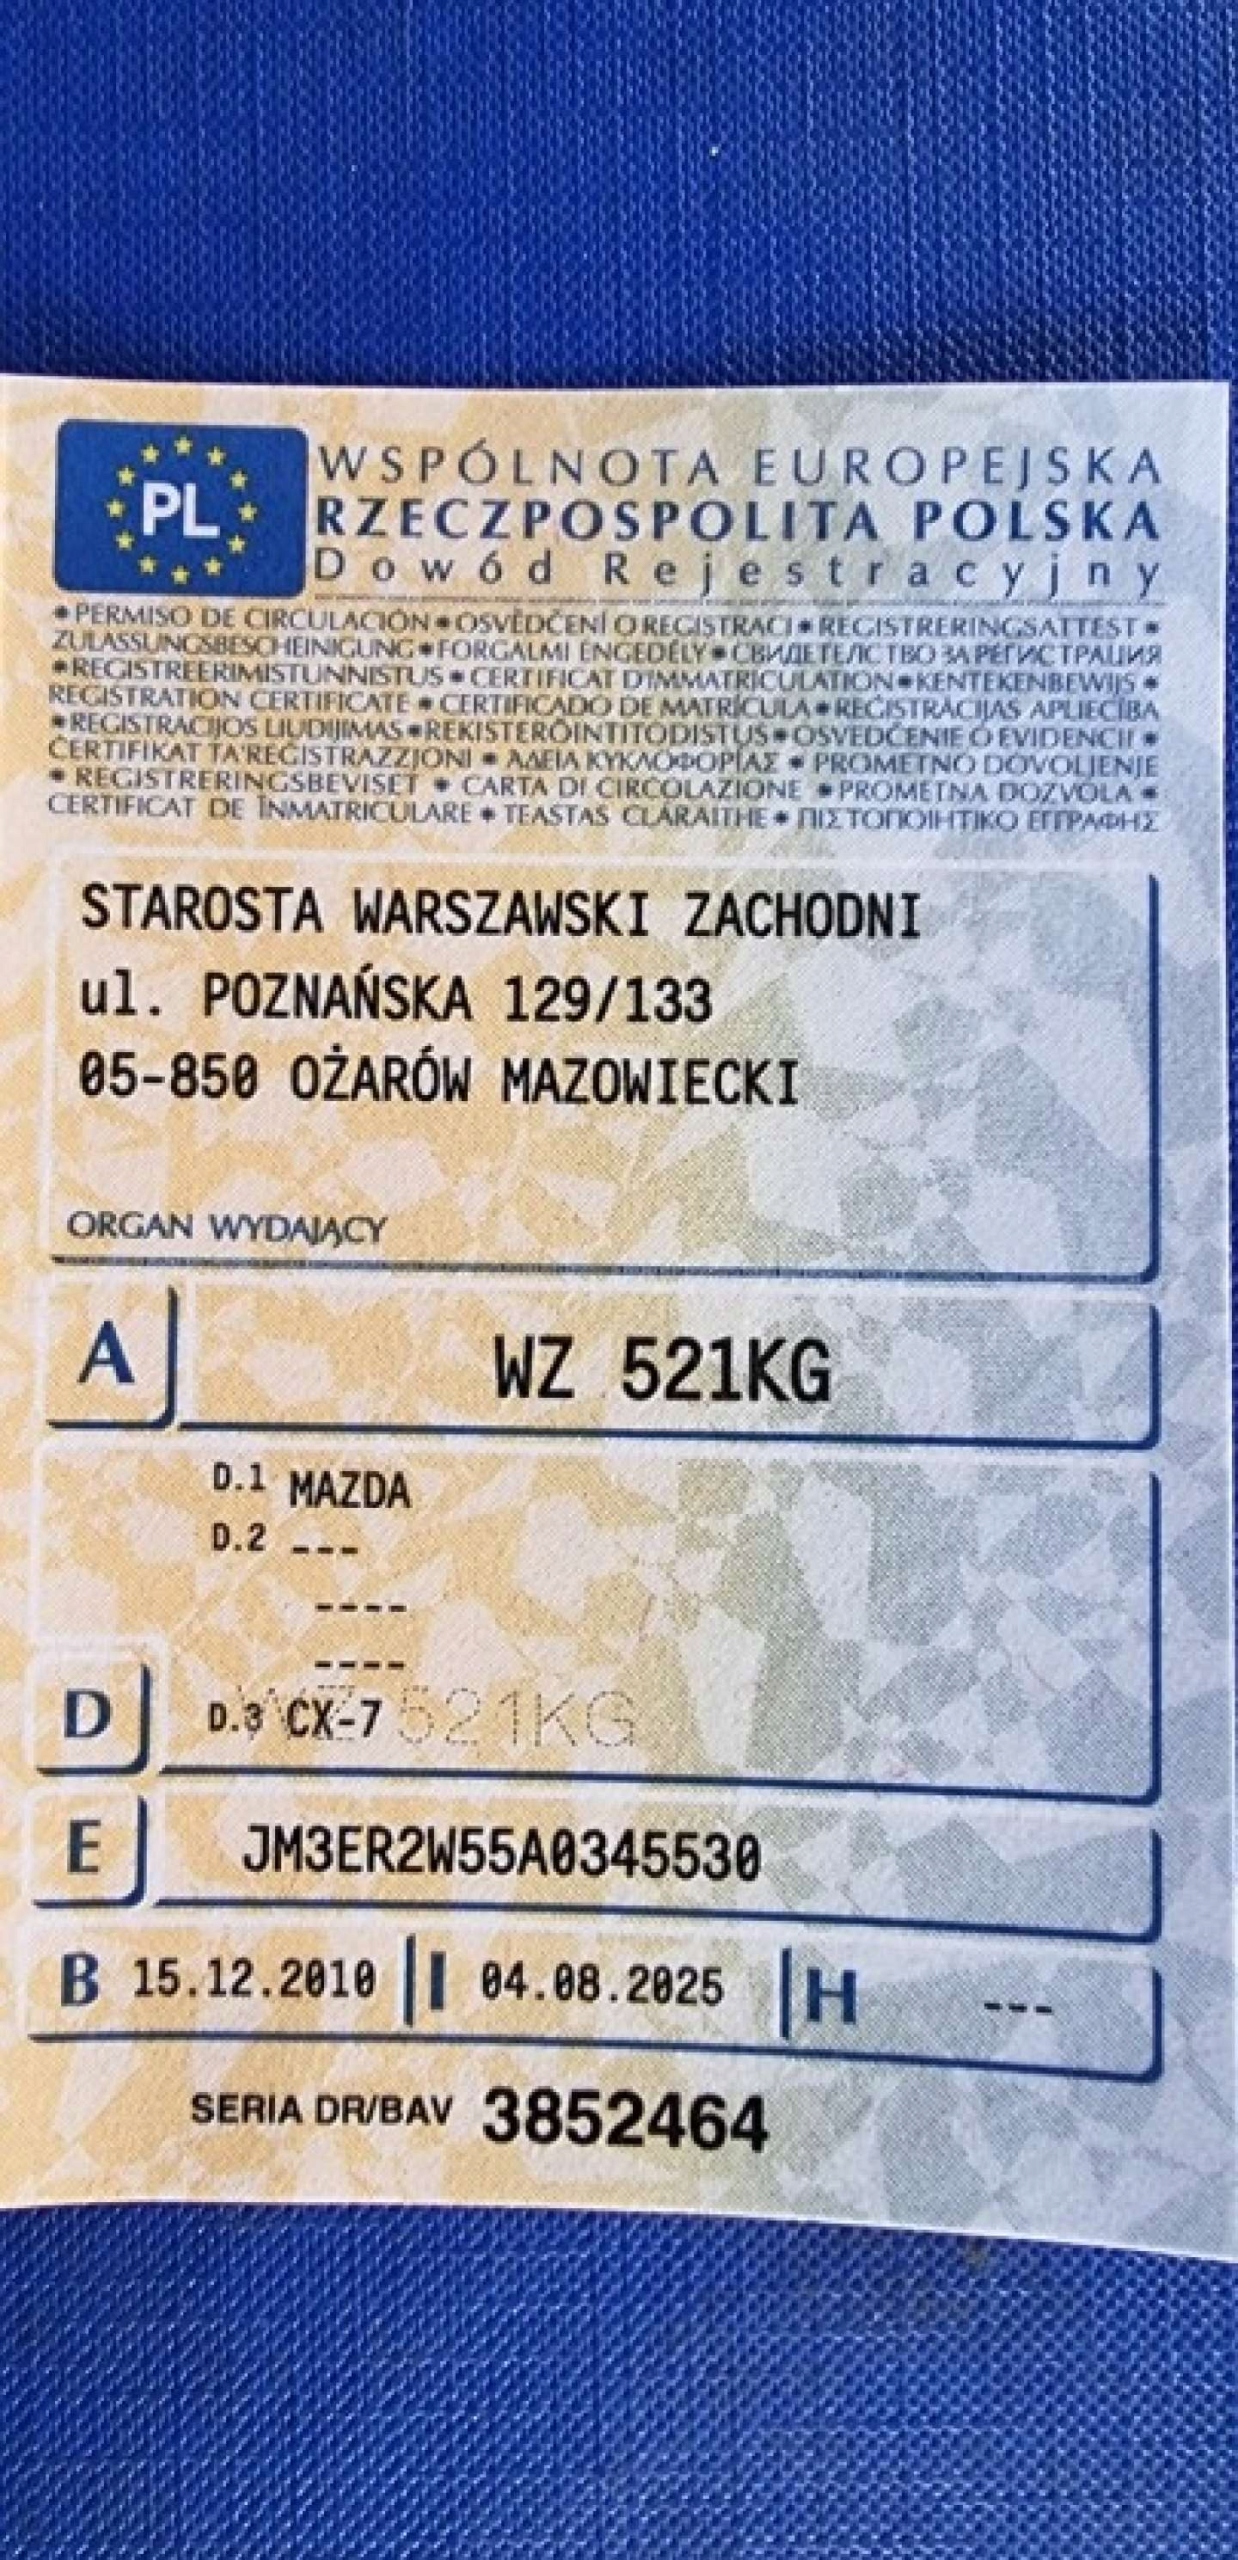 PL
WSPÓLNOTA EUROPEJSKA
RZECZPOSPOLITA POLSKA
Dowód Rejestracyjny
* PERMISO DE CIRCULACIÓN * OSVĚDČENÍ O REGISTRACI * REGISTRERINGSATTEST *
ZULASSUNGSBESCHEINIGUNG * FORGALMI ENGEDÉLY * СВИДЕТЕЛСТВО ЗА РЕГИСТРАЦИЯ
* REGISTREERIMISTUNNISTUS * CERTIFICAT D'IMMATRICULATION * KENTEKENBEWIJS *
REGISTRATION CERTIFICATE * CERTIFICADO DE MATRÍCULA * REĢISTRĀCIJAS APLIECĪBA
* REGISTRACIJOS LIUDIJIMAS * REKISTERÖINTITODISTUS * OSVEDČENIE O EVIDENCII *
ĊERTIFIKAT TA'REĠISTRAZZJONI * ΑΔΕΙΑ ΚΥΚΛΟΦΟΡΊΑΣ * PROMETNO DOVOLJENJE
* REGISTRERINGSBEVISET * CARTA DI CIRCOLAZIONE * PROMETNA DOZVOLA *
CERTIFICAT DE ÎNMATRICULARE * TEASTAS CLÁRAITHE * ΠΙΣΤΟΠΟΙΗΤΙΚΟ ΕΓΓΡΑΦΗΣ
STAROSTA WARSZAWSKI ZACHODNI
ul. POZNAŃSKA 129/133
05-850 OŻARÓW MAZOWIECKI
ORGAN WYDAJĄCY
A WZ 521KG
D.1 MAZDA
D.2 ---
----
----
D D.3 CX-7 WZ 521KG
E JM3ER2W55A0345530
B 15.12.2010 I 04.08.2025 H ---
SERIA DR/BAV 3852464